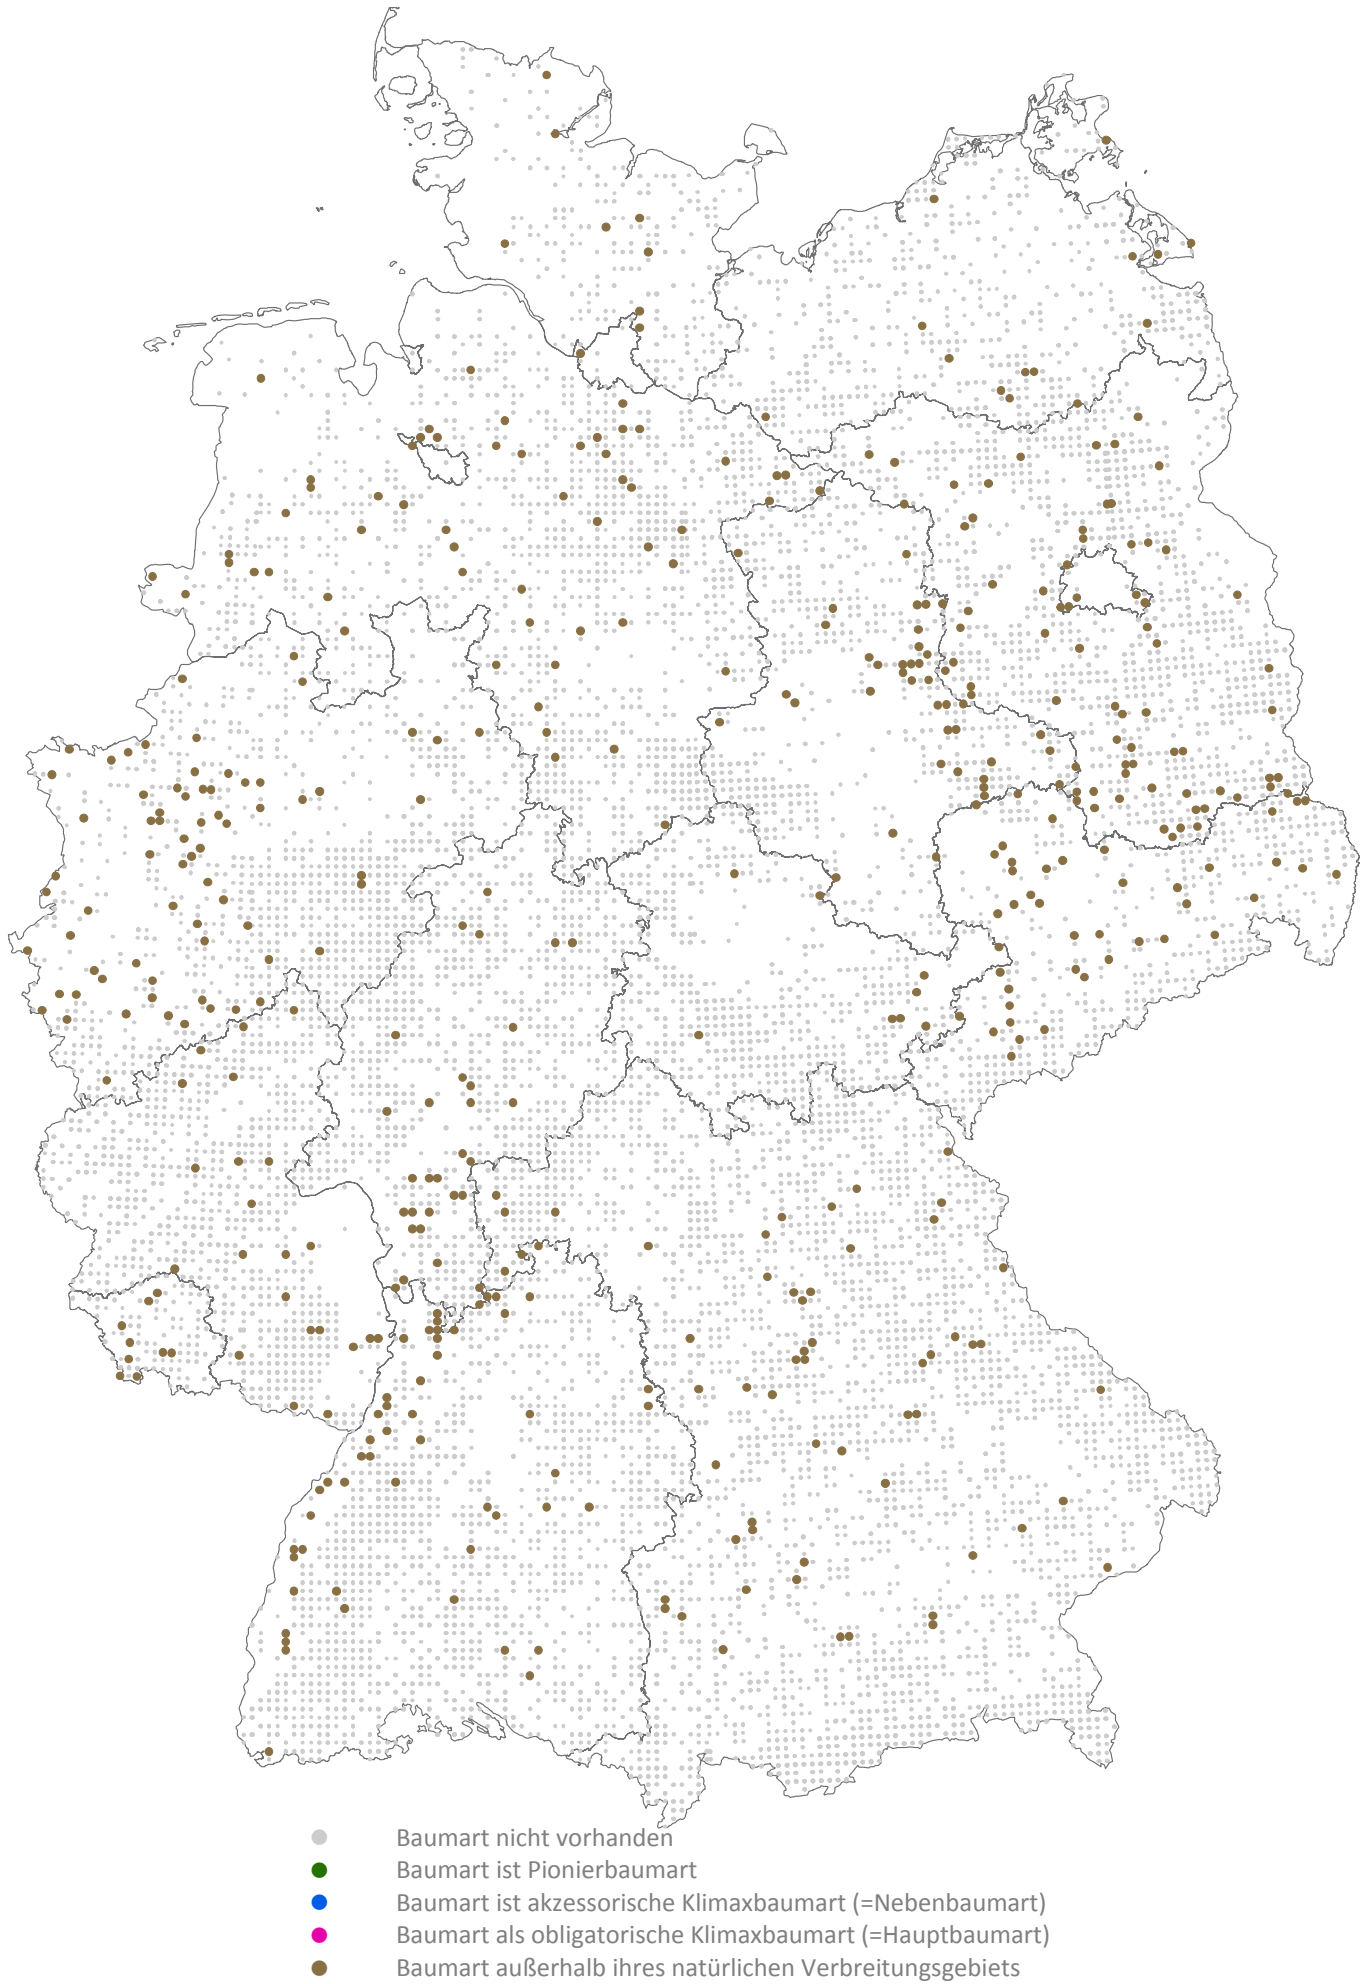 Baumart nicht vorhanden
Baumart ist Pionierbaumart
Baumart ist akzessorische Klimaxbaumart (=Nebenbaumart)
Baumart als obligatorische Klimaxbaumart (=Hauptbaumart)
Baumart außerhalb ihres natürlichen Verbreitungsgebiets